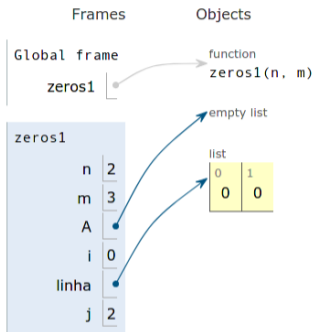 Frames Objects
Global frame
zeros1
function
zeros1(n, m)
empty list
zeros1
n 2
m 3
A
i 0
linha
j 2
list
0 1
0 0